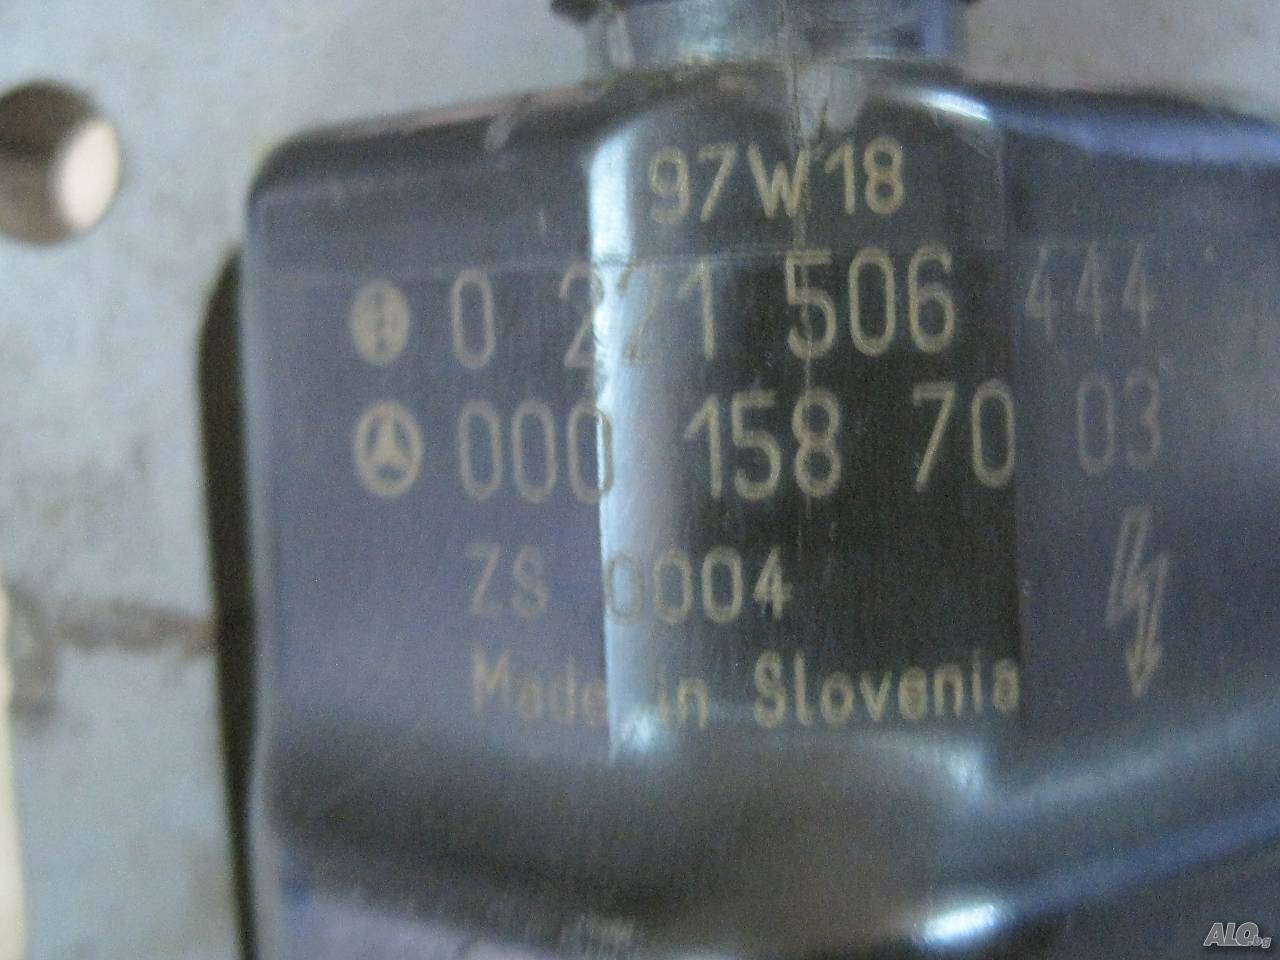 97W18
0 221 506 444
000 158 70 03
ZS 0004
Made in Slovenia
ALO.bg